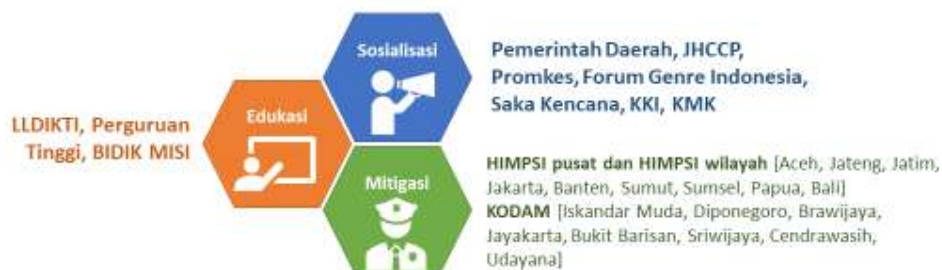 Sosialisasi
Pemerintah Daerah, JHCCP,
Promkes, Forum Genre Indonesia,
Saka Kencana, KKI, KMK
Edukasi
LLDIKTI, Perguruan
Tinggi, BIDIK MISI
Mitigasi
HIMPSI pusat dan HIMPSI wilayah [Aceh, Jateng, Jatim,
Jakarta, Banten, Sumut, Sumsel, Papua, Bali]
KODAM [Iskandar Muda, Diponegoro, Brawijaya,
Jayakarta, Bukit Barisan, Sriwijaya, Cendrawasih,
Udayana]